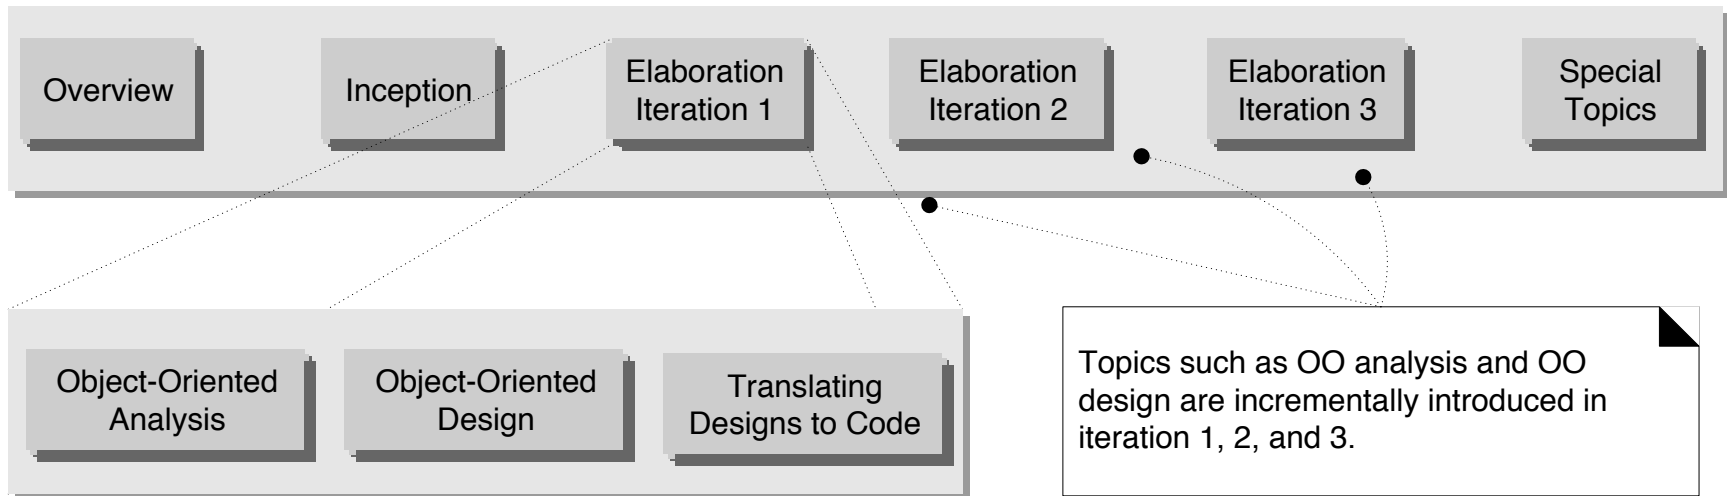 Overview
Inception
Elaboration
Iteration 1
Elaboration
Iteration 2
Elaboration
Iteration 3
Special
Topics
Object-Oriented
Analysis
Object-Oriented
Design
Translating
Designs to Code
Topics such as OO analysis and OO
design are incrementally introduced in
iteration 1, 2, and 3.